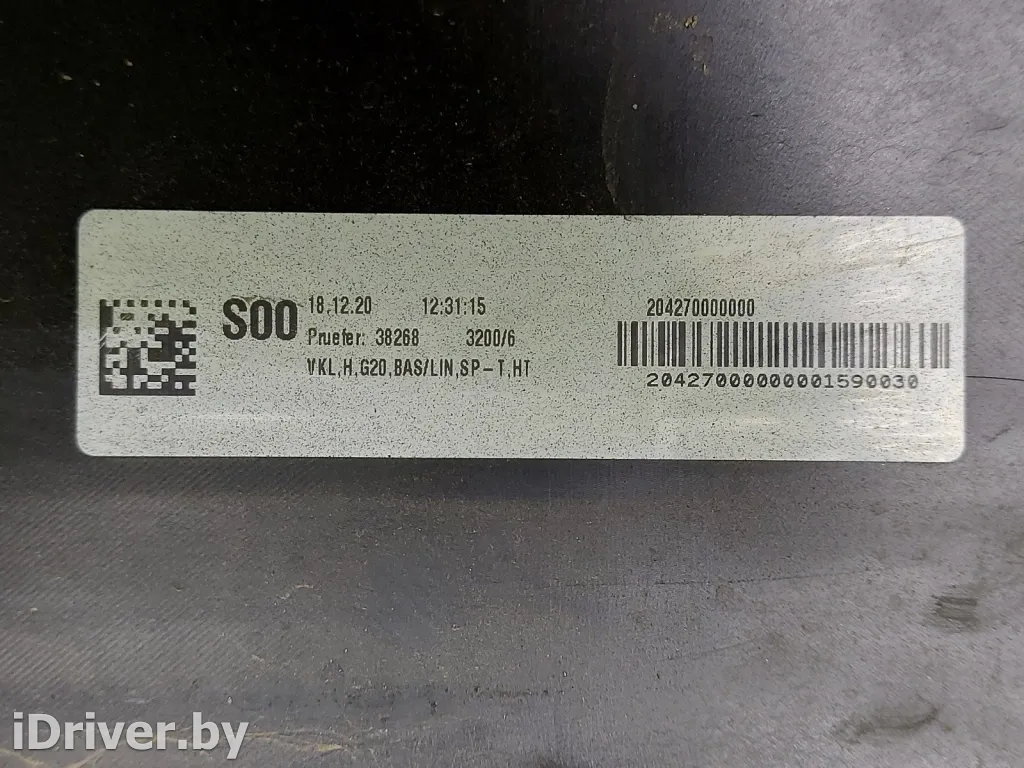 S00
18.12.20 12:31:15
Pruefer: 38268 3200/6
VKL,H,G20,BAS/LIN,SP-T,HT
204270000000
20427000000001590030
iDriver.by